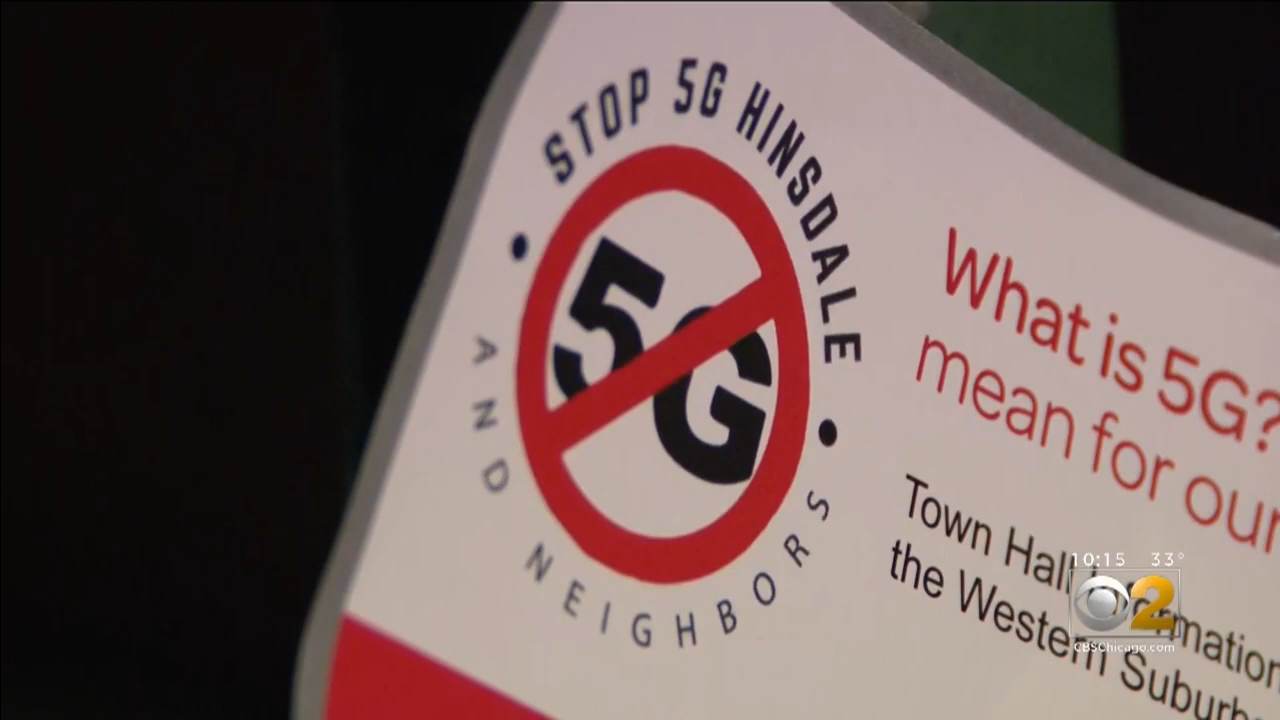 STOP 5G HINSDALE
AND NEIGHBORS
5G
What is 5G?
mean for our
Town Hall
the Western
10:15 33°
2
CBSChicago.com